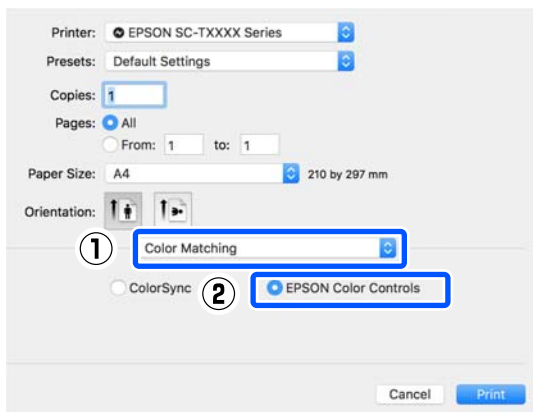 Printer: EPSON SC-TXXXX Series
Presets: Default Settings
Copies: 1
Pages: All
From: 1 to: 1
Paper Size: A4 210 by 297 mm
Orientation:
① Color Matching
ColorSync ② EPSON Color Controls
Cancel Print